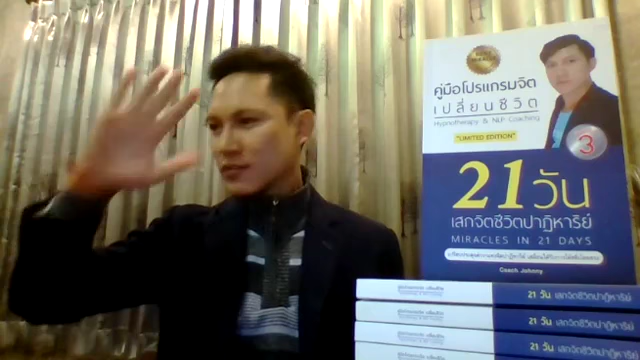 คู่มือโปรแกรมจิต
เปลี่ยนชีวิต
Hypnotherapy & NLP Coaching
"LIMITED EDITION"
3
21 วัน
เสกจิตชีวิตปาฏิหาริย์
MIRACLES IN 21 DAYS
Coach Johnny
21 วัน เสกจิตชีวิตปาฏิหาริย์
21 วัน เสกจิตชีวิตปาฏิหาริย์
21 วัน เสกจิตชีวิตปาฏิหาริย์